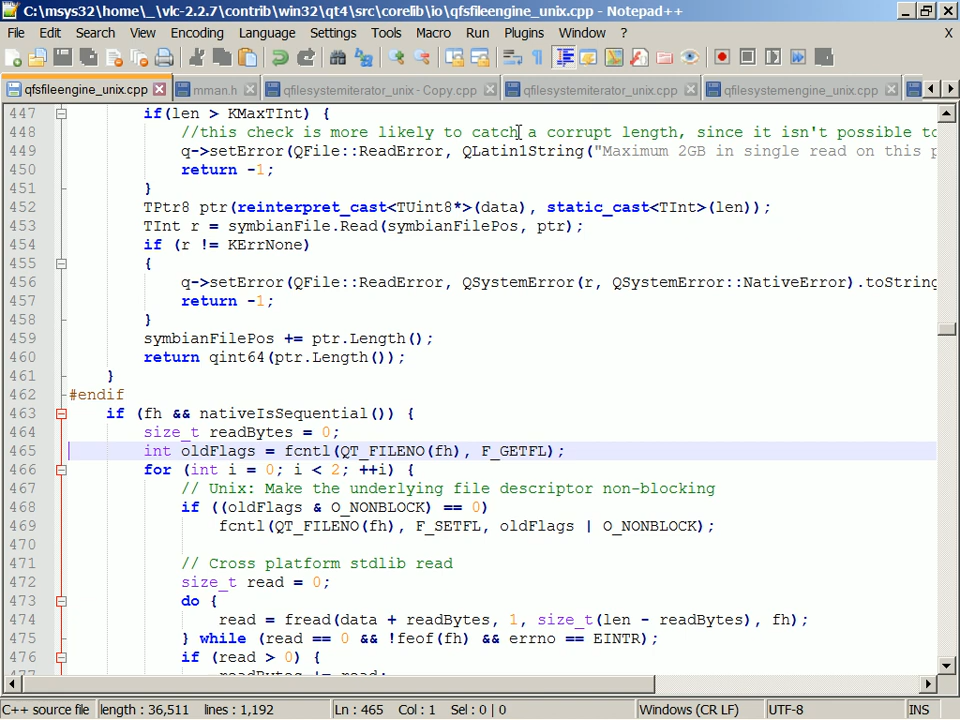 C:\msys32\home\_\vlc-2.2.7\contrib\win32\qt4\src\corelib\io\qfsfileengine_unix.cpp - Notepad++
File Edit Search View Encoding Language Settings Tools Macro Run Plugins Window ? X
qfsfileengine_unix.cpp mman.h qfilesystemiterator_unix - Copy.cpp qfilesystemiterator_unix.cpp qfilesystemengine_unix.cpp
447 if(len > KMaxTInt) {
448 //this check is more likely to catch a corrupt length, since it isn't possible to
449 q->setError(QFile::ReadError, QLatin1String("Maximum 2GB in single read on this p
450 return -1;
451 }
452 TPtr8 ptr(reinterpret_cast<TUint8*>(data), static_cast<TInt>(len));
453 TInt r = symbianFile.Read(symbianFilePos, ptr);
454 if (r != KErrNone)
455 {
456 q->setError(QFile::ReadError, QSystemError(r, QSystemError::NativeError).toString
457 return -1;
458 }
459 symbianFilePos += ptr.Length();
460 return qint64(ptr.Length());
461 }
462 #endif
463 if (fh && nativeIsSequential()) {
464 size_t readBytes = 0;
465 int oldFlags = fcntl(QT_FILENO(fh), F_GETFL);
466 for (int i = 0; i < 2; ++i) {
467 // Unix: Make the underlying file descriptor non-blocking
468 if ((oldFlags & O_NONBLOCK) == 0)
469 fcntl(QT_FILENO(fh), F_SETFL, oldFlags | O_NONBLOCK);
470
471 // Cross platform stdlib read
472 size_t read = 0;
473 do {
474 read = fread(data + readBytes, 1, size_t(len - readBytes), fh);
475 } while (read == 0 && !feof(fh) && errno == EINTR);
476 if (read > 0) {
477 readBytes += read;
C++ source file length : 36,511 lines : 1,192 Ln : 465 Col : 1 Sel : 0 | 0 Windows (CR LF) UTF-8 INS